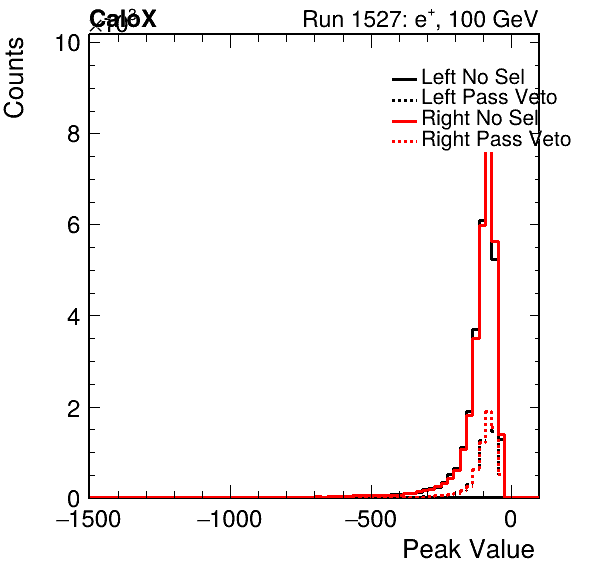 CaloX
×10³
Run 1527: e⁺, 100 GeV
Counts
10
8
6
4
2
0
Left No Sel
Left Pass Veto
Right No Sel
Right Pass Veto
−1500
−1000
−500
0
Peak Value